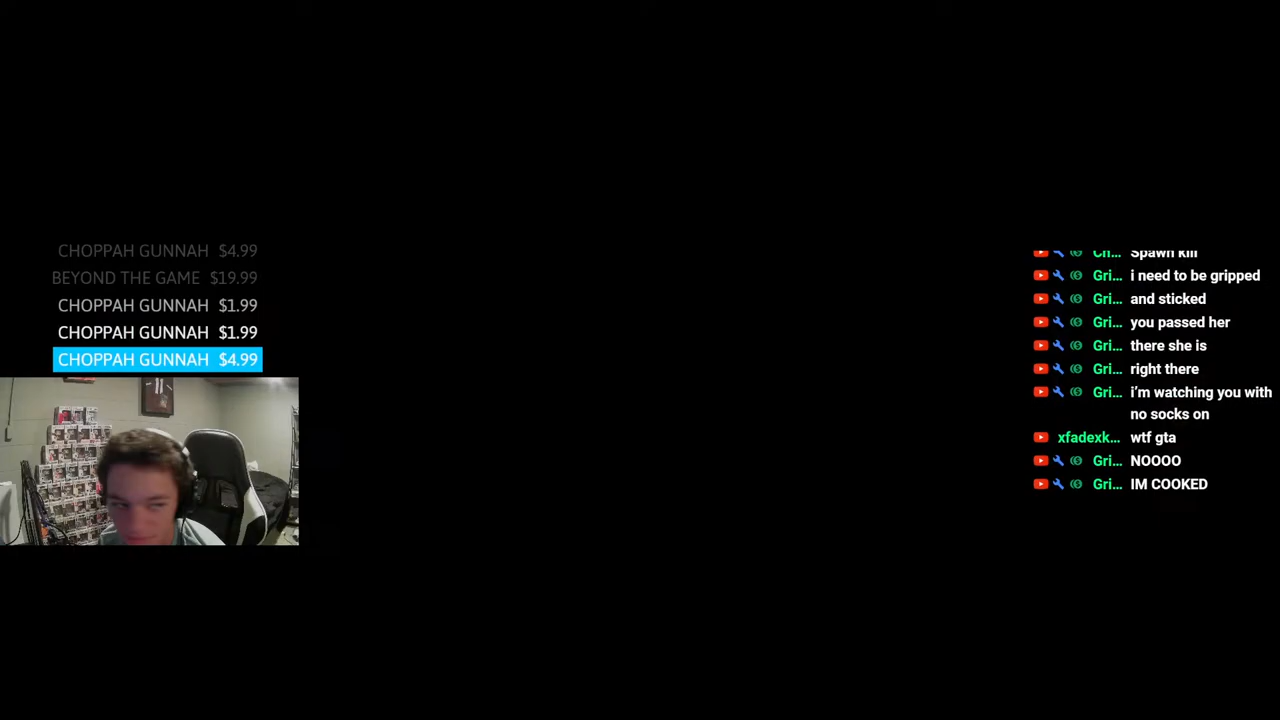 CHOPPAH GUNNAH $4.99
BEYOND THE GAME $19.99
CHOPPAH GUNNAH $1.99
CHOPPAH GUNNAH $1.99
CHOPPAH GUNNAH $4.99
Ch... Spawn kill
Gri... i need to be gripped
Gri... and sticked
Gri... you passed her
Gri... there she is
Gri... right there
Gri... i'm watching you with
no socks on
xfadexk... wtf gta
Gri... NOOOO
Gri... IM COOKED